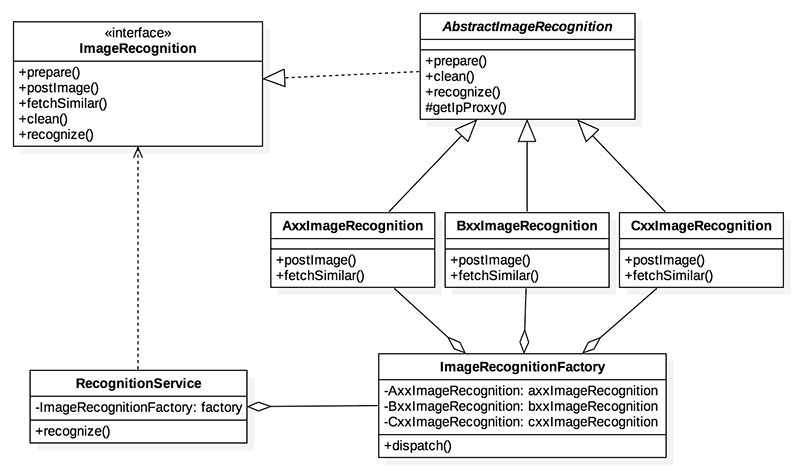 «interface»
ImageRecognition
+prepare()
+postImage()
+fetchSimilar()
+clean()
+recognize()
AbstractImageRecognition
+prepare()
+clean()
+recognize()
#getIpProxy()
AxxImageRecognition
+postImage()
+fetchSimilar()
BxxImageRecognition
+postImage()
+fetchSimilar()
CxxImageRecognition
+postImage()
+fetchSimilar()
RecognitionService
-ImageRecognitionFactory: factory
+recognize()
ImageRecognitionFactory
-AxxImageRecognition: axxImageRecognition
-BxxImageRecognition: bxxImageRecognition
-CxxImageRecognition: cxxImageRecognition
+dispatch()